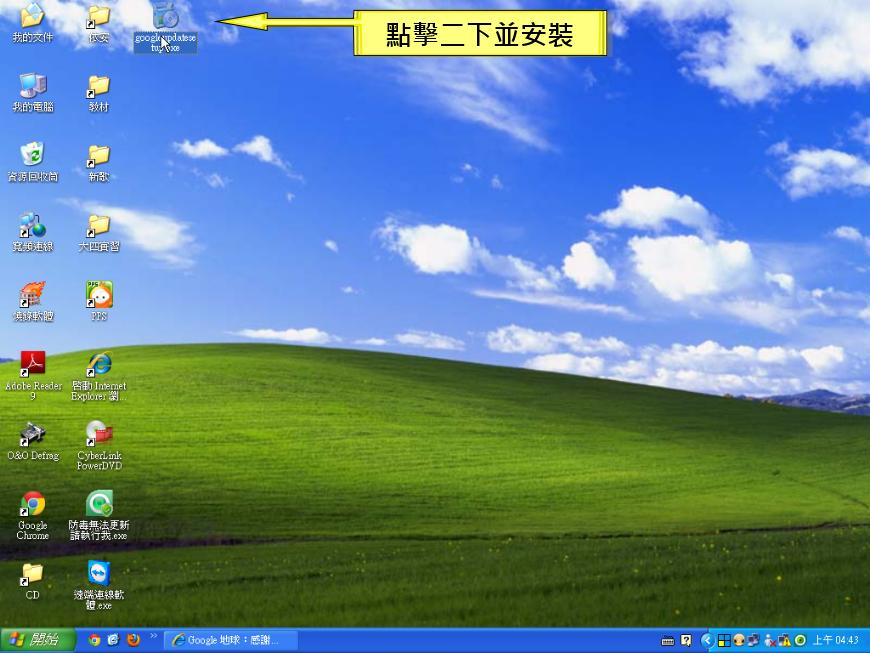 點擊二下並安裝
我的文件
依安
googleupdatese
tup.exe
我的電腦
教材
資源回收筒
新歌
寬頻連線
大四實習
燒錄軟體
PPS
Adobe Reader
9
啟動 Internet
Explorer 瀏...
O&O Defrag
CyberLink
PowerDVD
Google
Chrome
防毒無法更新
請執行我.exe
CD
遠端連線軟
體.exe
開始
Google 地球：感謝...
上午 04:43